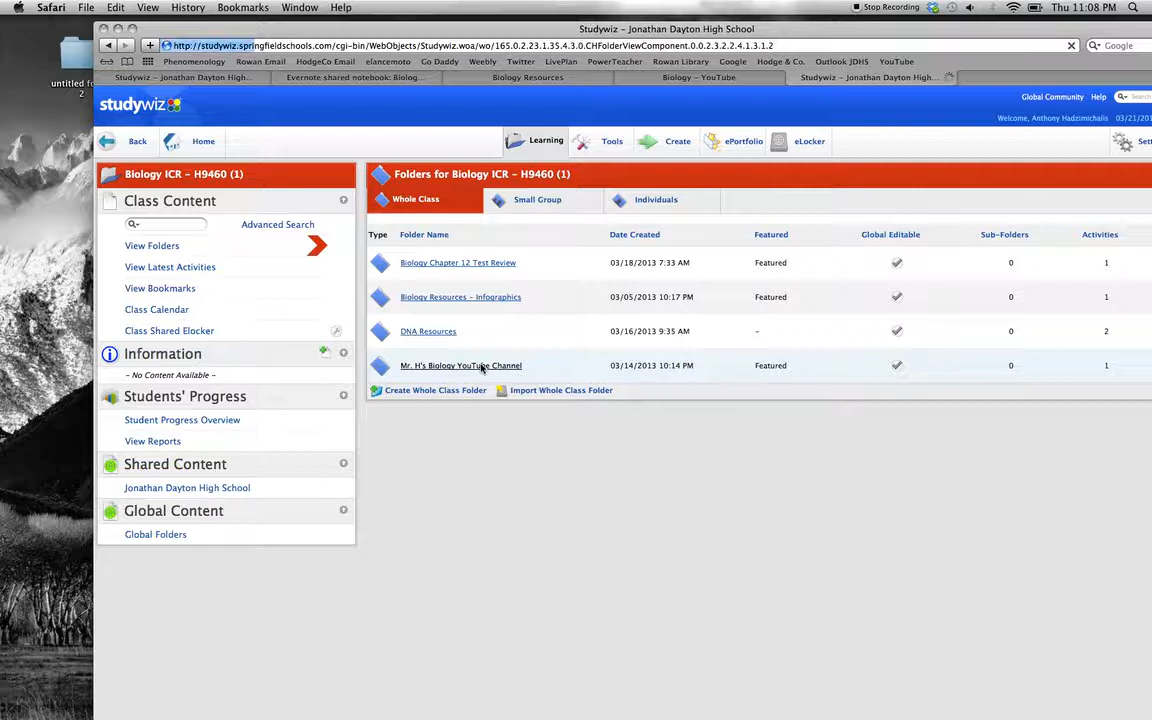 Safari File Edit View History Bookmarks Window Help Stop Recording Thu 11:08 PM
Studywiz – Jonathan Dayton High School
http://studywiz.springfieldschools.com/cgi-bin/WebObjects/Studywiz.woa/wo/165.0.2.23.1.35.4.3.0.CHFolderViewComponent.0.0.2.3.2.2.4.1.3.1.2 Google
Phenomenology Rowan Email HodgeCo Email elancemoto Go Daddy Weebly Twitter LivePlan PowerTeacher Rowan Library Google Hodge & Co. Outlook JDHS YouTube
Studywiz – Jonathan Dayton High... Evernote shared notebook: Biolog... Biology Resources Biology – YouTube Studywiz – Jonathan Dayton High...
untitled fo
2
studywiz Global Community Help Search
Welcome, Anthony Hadzimichalis 03/21/201
Back Home Learning Tools Create ePortfolio eLocker Sett
Biology ICR – H9460 (1)
Class Content
Advanced Search
View Folders
View Latest Activities
View Bookmarks
Class Calendar
Class Shared Elocker
Information
– No Content Available –
Students' Progress
Student Progress Overview
View Reports
Shared Content
Jonathan Dayton High School
Global Content
Global Folders
Folders for Biology ICR – H9460 (1)
Whole Class Small Group Individuals
Type Folder Name Date Created Featured Global Editable Sub-Folders Activities
Biology Chapter 12 Test Review 03/18/2013 7:33 AM Featured 0 1
Biology Resources – Infographics 03/05/2013 10:17 PM Featured 0 1
DNA Resources 03/16/2013 9:35 AM – 0 2
Mr. H's Biology YouTube Channel 03/14/2013 10:14 PM Featured 0 1
Create Whole Class Folder Import Whole Class Folder